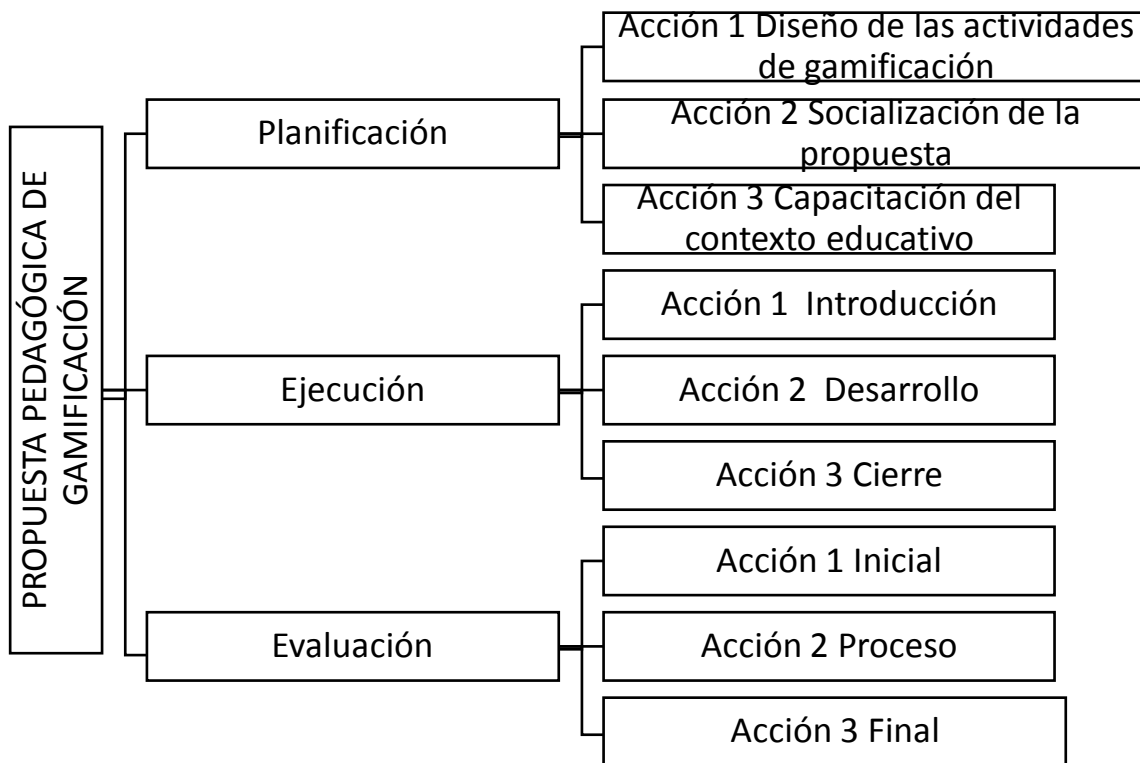 PROPUESTA PEDAGÓGICA DE
GAMIFICACIÓN
Planificación
Acción 1 Diseño de las actividades
de gamificación
Acción 2 Socialización de la
propuesta
Acción 3 Capacitación del
contexto educativo
Ejecución
Acción 1  Introducción
Acción 2  Desarrollo
Acción 3 Cierre
Evaluación
Acción 1 Inicial
Acción 2 Proceso
Acción 3 Final